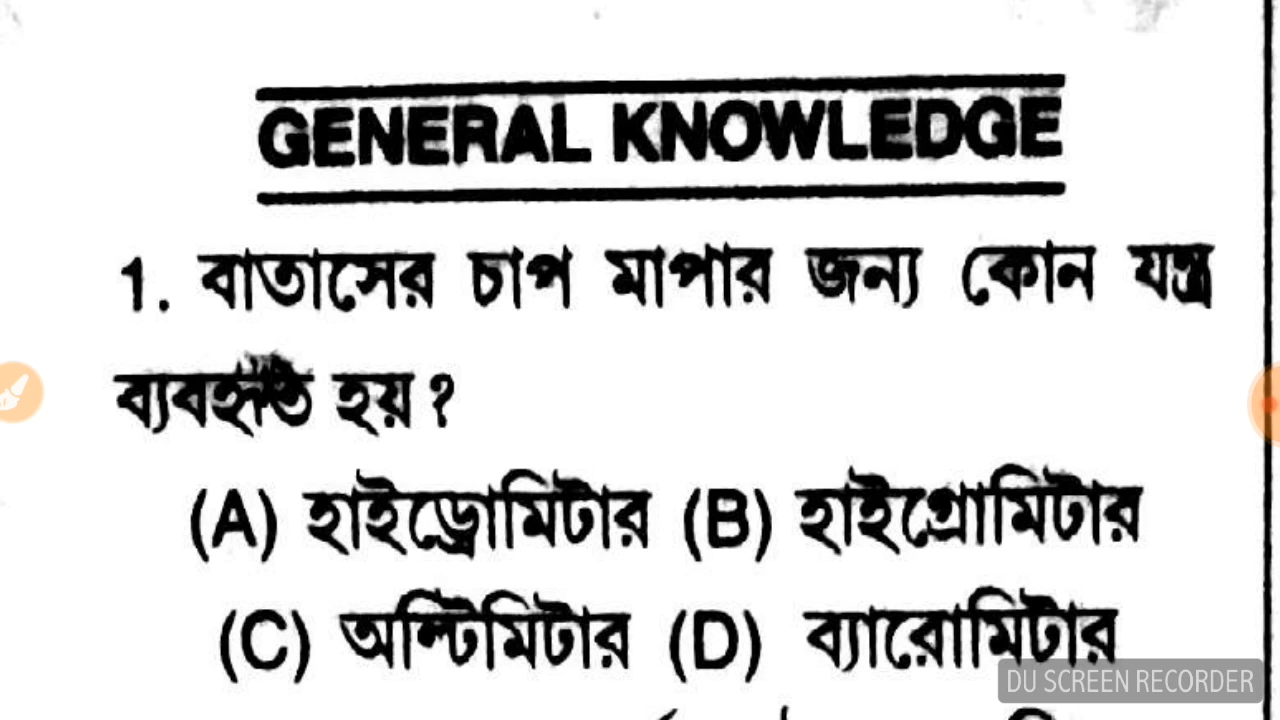 GENERAL KNOWLEDGE
1. বাতাসের চাপ মাপার জন্য কোন যন্ত্র
ব্যবহৃত হয় ?
(A) হাইড্রোমিটার (B) হাইগ্রোমিটার
(C) অল্টিমিটার (D) ব্যারোমিটার
DU SCREEN RECORDER